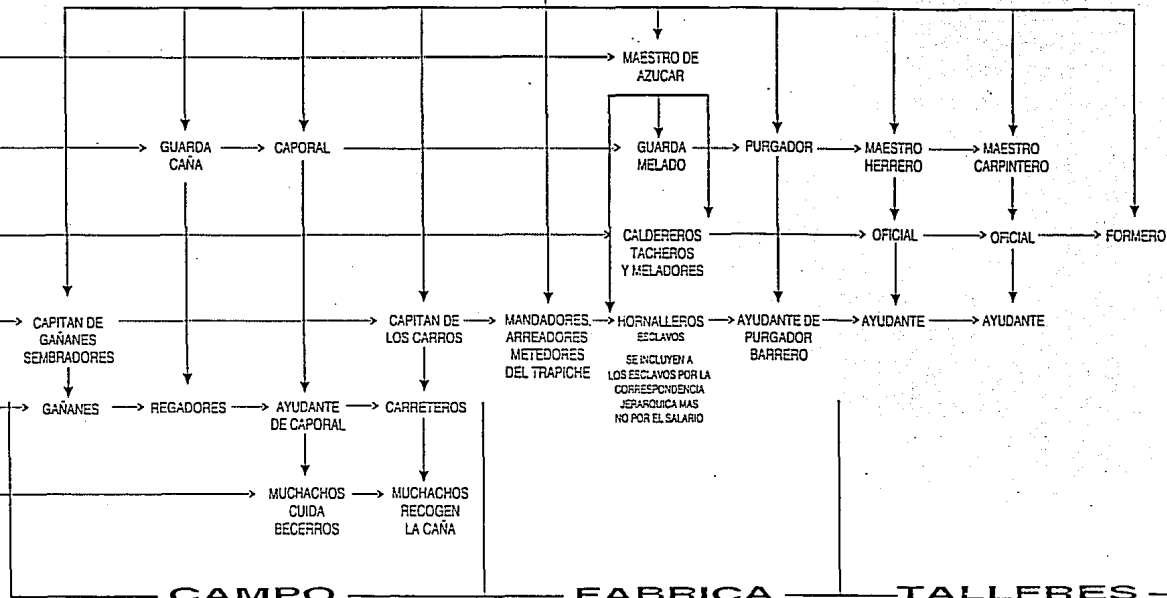 MAESTRO DE
AZUCAR
GUARDA
CAÑA
CAPORAL
GUARDA
MELADO
PURGADOR
MAESTRO
HERRERO
MAESTRO
CARPINTERO
CALDEREROS
TACHEROS
Y MELADORES
OFICIAL
OFICIAL
FORMERO
CAPITAN DE
GAÑANES
SEMBRADORES
CAPITAN DE
LOS CARROS
MANDADORES,
ARREADORES
METEDORES
DEL TRAPICHE
HORNALLEROS
ESCLAVOS
SE INCLUYEN A
LOS ESCLAVOS POR LA
CORRESPONDENCIA
JERARQUICA MAS
NO POR EL SALARIO
AYUDANTE DE
PURGADOR
BARRERO
AYUDANTE
AYUDANTE
GAÑANES
REGADORES
AYUDANTE
DE CAPORAL
CARRETEROS
MUCHACHOS
CUIDA
BECERROS
MUCHACHOS
RECOGEN
LA CAÑA
CAMPO
FABRICA
TALLERES